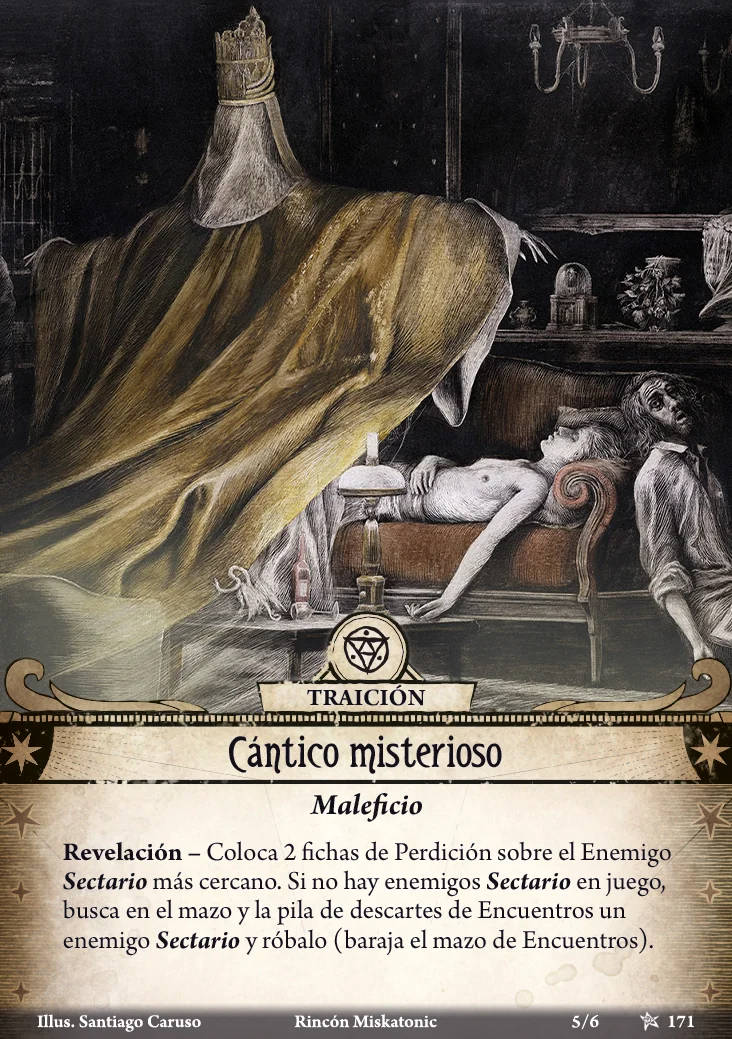 TRAICIÓN
Cántico misterioso
Maleficio
Revelación – Coloca 2 fichas de Perdición sobre el Enemigo
Sectario más cercano. Si no hay enemigos Sectario en juego,
busca en el mazo y la pila de descartes de Encuentros un
enemigo Sectario y róbalo (baraja el mazo de Encuentros).
Illus. Santiago Caruso Rincón Miskatonic 5/6 171